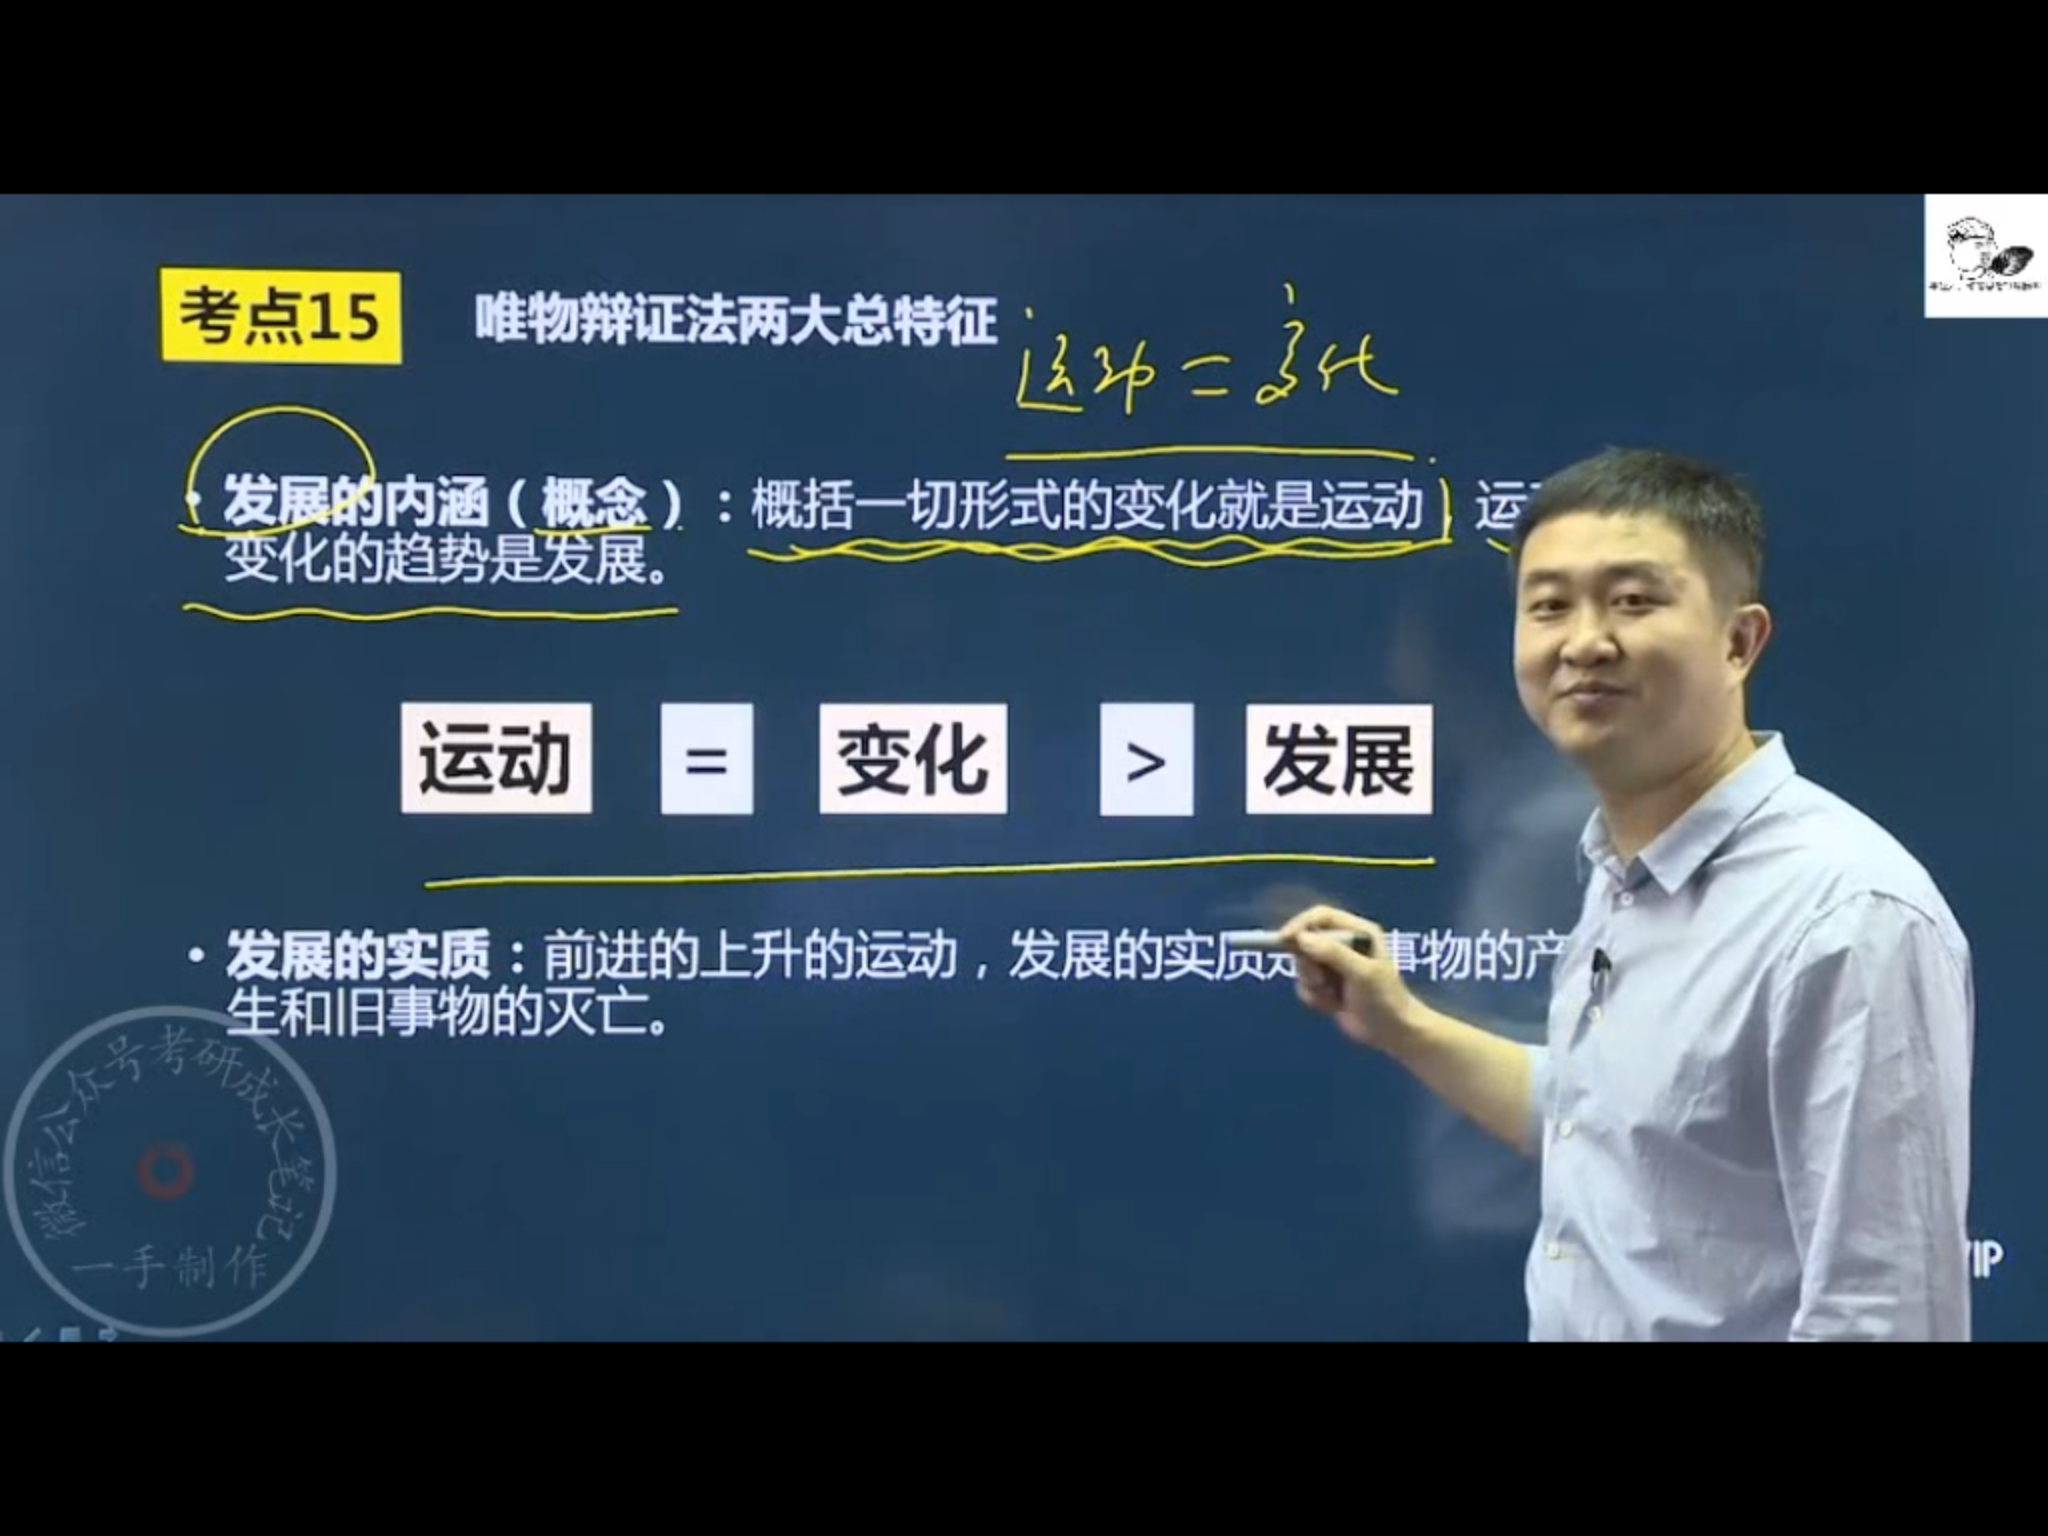 考点15 唯物辩证法两大总特征
运动=变化
• 发展的内涵（概念）：概括一切形式的变化就是运动 运
变化的趋势是发展。
运动 = 变化 > 发展
• 发展的实质：前进的上升的运动，发展的实质是 事物的产
生和旧事物的灭亡。
微信公众号考研成长笔记
一手制作
VIP